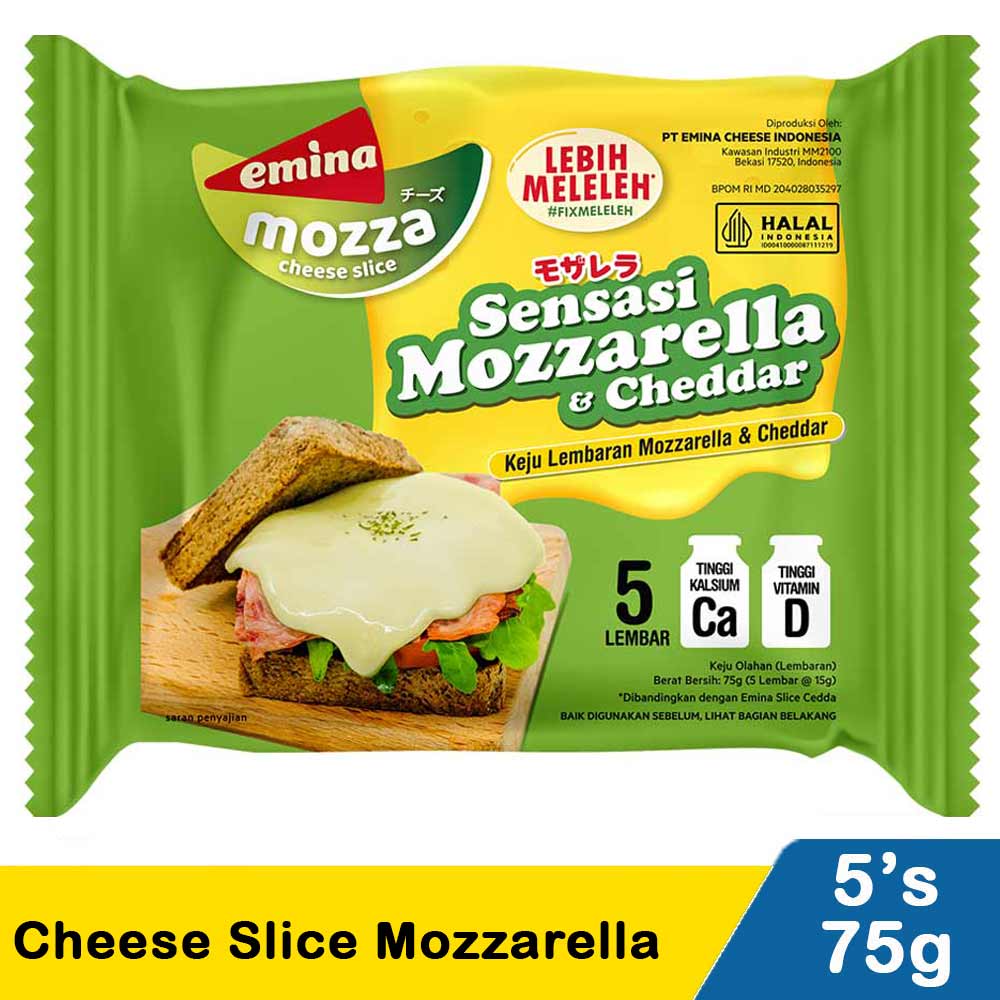 emina
チーズ
mozza
cheese slice
LEBIH
MELELEH*
#FIXMELELEH
Diproduksi Oleh:
PT EMINA CHEESE INDONESIA
Kawasan Industri MM2100
Bekasi 17520, Indonesia
BPOM RI MD 204028035297
HALAL
INDONESIA
ID00410000087111219
モザレラ
Sensasi
Mozzarella
& Cheddar
Keju Lembaran Mozzarella & Cheddar
5
LEMBAR
TINGGI
KALSIUM
Ca
TINGGI
VITAMIN
D
Keju Olahan (Lembaran)
Berat Bersih: 75g (5 Lembar @ 15g)
*Dibandingkan dengan Emina Slice Cedda
BAIK DIGUNAKAN SEBELUM, LIHAT BAGIAN BELAKANG
saran penyajian
Cheese Slice Mozzarella
5's
75g